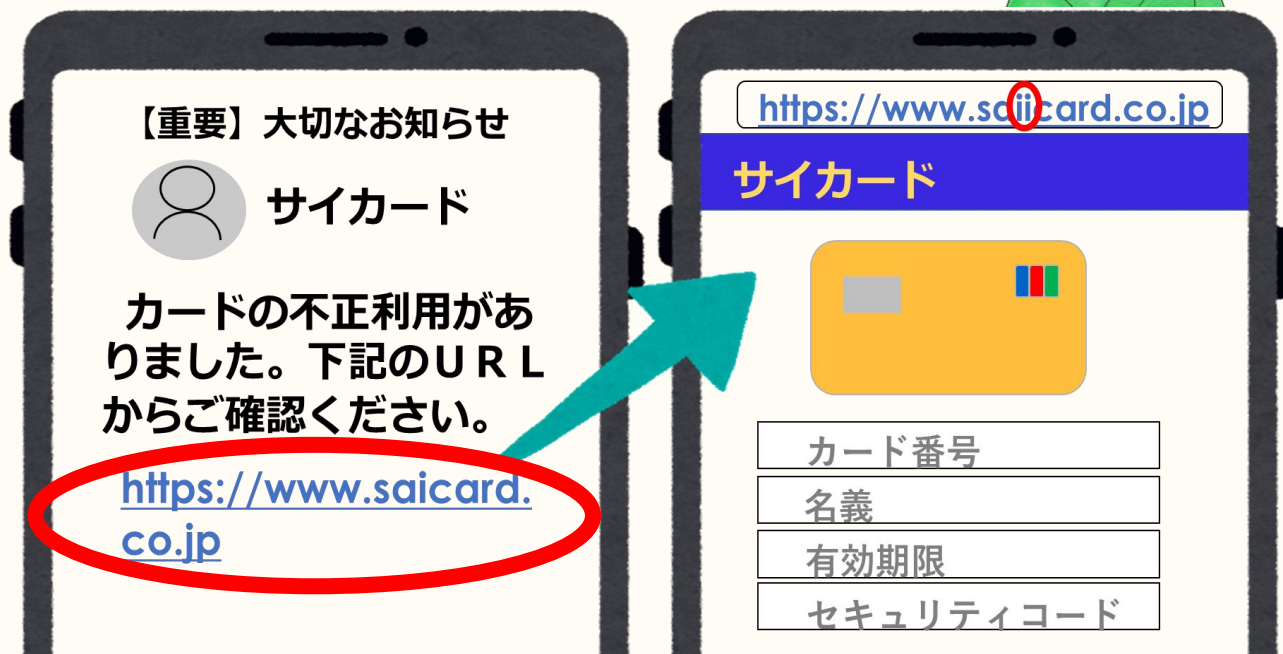 【重要】大切なお知らせ
サイカード
カードの不正利用があ
りました。下記のＵＲＬ
からご確認ください。
https://www.saicard.
co.jp
https://www.saiicard.co.jp
サイカード
カード番号
名義
有効期限
セキュリティコード